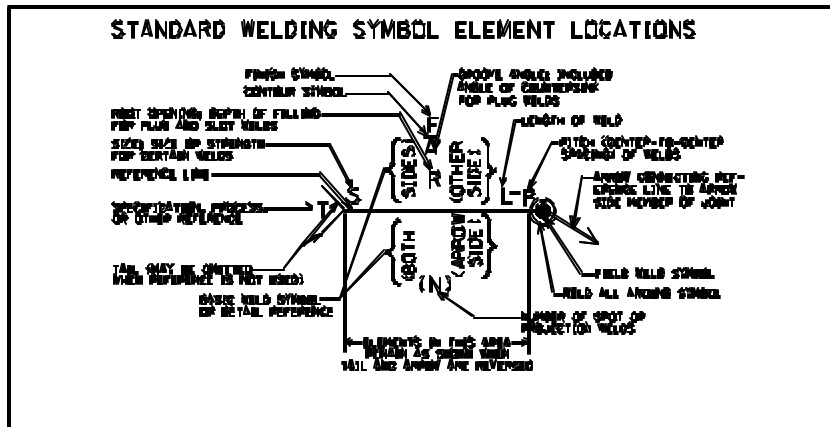 STANDARD WELDING SYMBOL ELEMENT LOCATIONS
FINISH SYMBOL
CONTOUR SYMBOL
ROOT OPENING; DEPTH OF FILLING
FOR PLUG AND SLOT WELDS
SIZE; SIZE OR STRENGTH
FOR CERTAIN WELDS
REFERENCE LINE
SPECIFICATION, PROCESS,
OR OTHER REFERENCE
TAIL (MAY BE OMITTED
WHEN REFERENCE IS NOT USED)
BASIC WELD SYMBOL
OR DETAIL REFERENCE
GROOVE ANGLE; INCLUDED
ANGLE OF COUNTERSINK
FOR PLUG WELDS
LENGTH OF WELD
PITCH (CENTER-TO-CENTER
SPACING) OF WELDS
ARROW CONNECTING REF-
ERENCE LINE TO ARROW
SIDE MEMBER OF JOINT
FIELD WELD SYMBOL
WELD ALL AROUND SYMBOL
NUMBER OF SPOT OR
PROJECTION WELDS
F
R
S
T
L-P
SIDES)
(OTHER
SIDE)
(BOTH
(ARROW
SIDE)
(N)
ELEMENTS IN THIS AREA
REMAIN AS SHOWN WHEN
TAIL AND ARROW ARE REVERSED